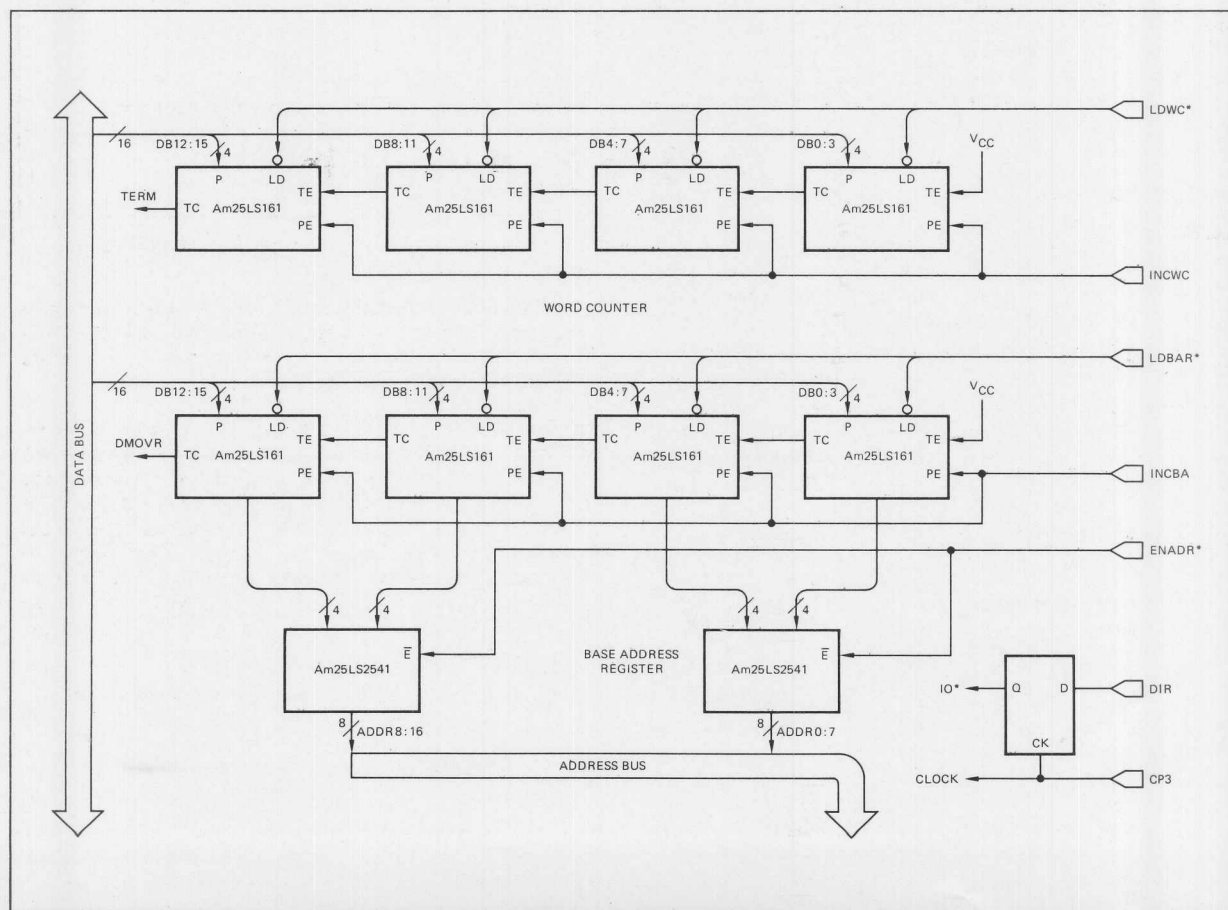 LDWC*
16 DB12:15 4 DB8:11 4 DB4:7 4 DB0:3 4 VCC
P LD TE P LD TE P LD TE P LD TE
TERM TC Am25LS161 TC Am25LS161 TC Am25LS161 TC Am25LS161
PE PE PE PE
INCWC
WORD COUNTER
LDBAR*
16 DB12:15 4 DB8:11 4 DB4:7 4 DB0:3 4 VCC
P LD TE P LD TE P LD TE P LD TE
DMOVR TC Am25LS161 TC Am25LS161 TC Am25LS161 TC Am25LS161
PE PE PE PE
INCBA
DATA BUS
ENADR*
4 4 4 4
Am25LS2541 E
BASE ADDRESS
REGISTER
Am25LS2541 E
IO* Q D DIR
CK
8 ADDR8:16
8 ADDR0:7
ADDRESS BUS
CLOCK CP3